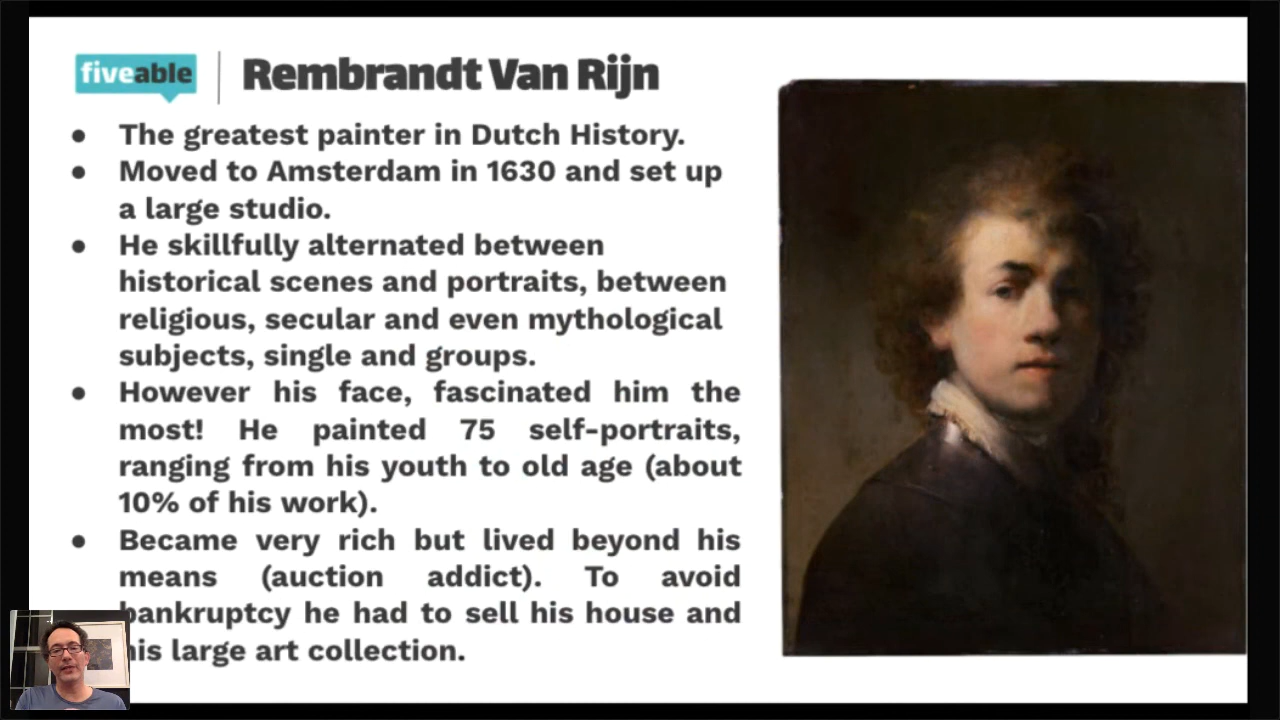 fiveable
Rembrandt Van Rijn
● The greatest painter in Dutch History.
● Moved to Amsterdam in 1630 and set up
a large studio.
● He skillfully alternated between
historical scenes and portraits, between
religious, secular and even mythological
subjects, single and groups.
● However his face, fascinated him the
most! He painted 75 self-portraits,
ranging from his youth to old age (about
10% of his work).
● Became very rich but lived beyond his
means (auction addict). To avoid
bankruptcy he had to sell his house and
his large art collection.